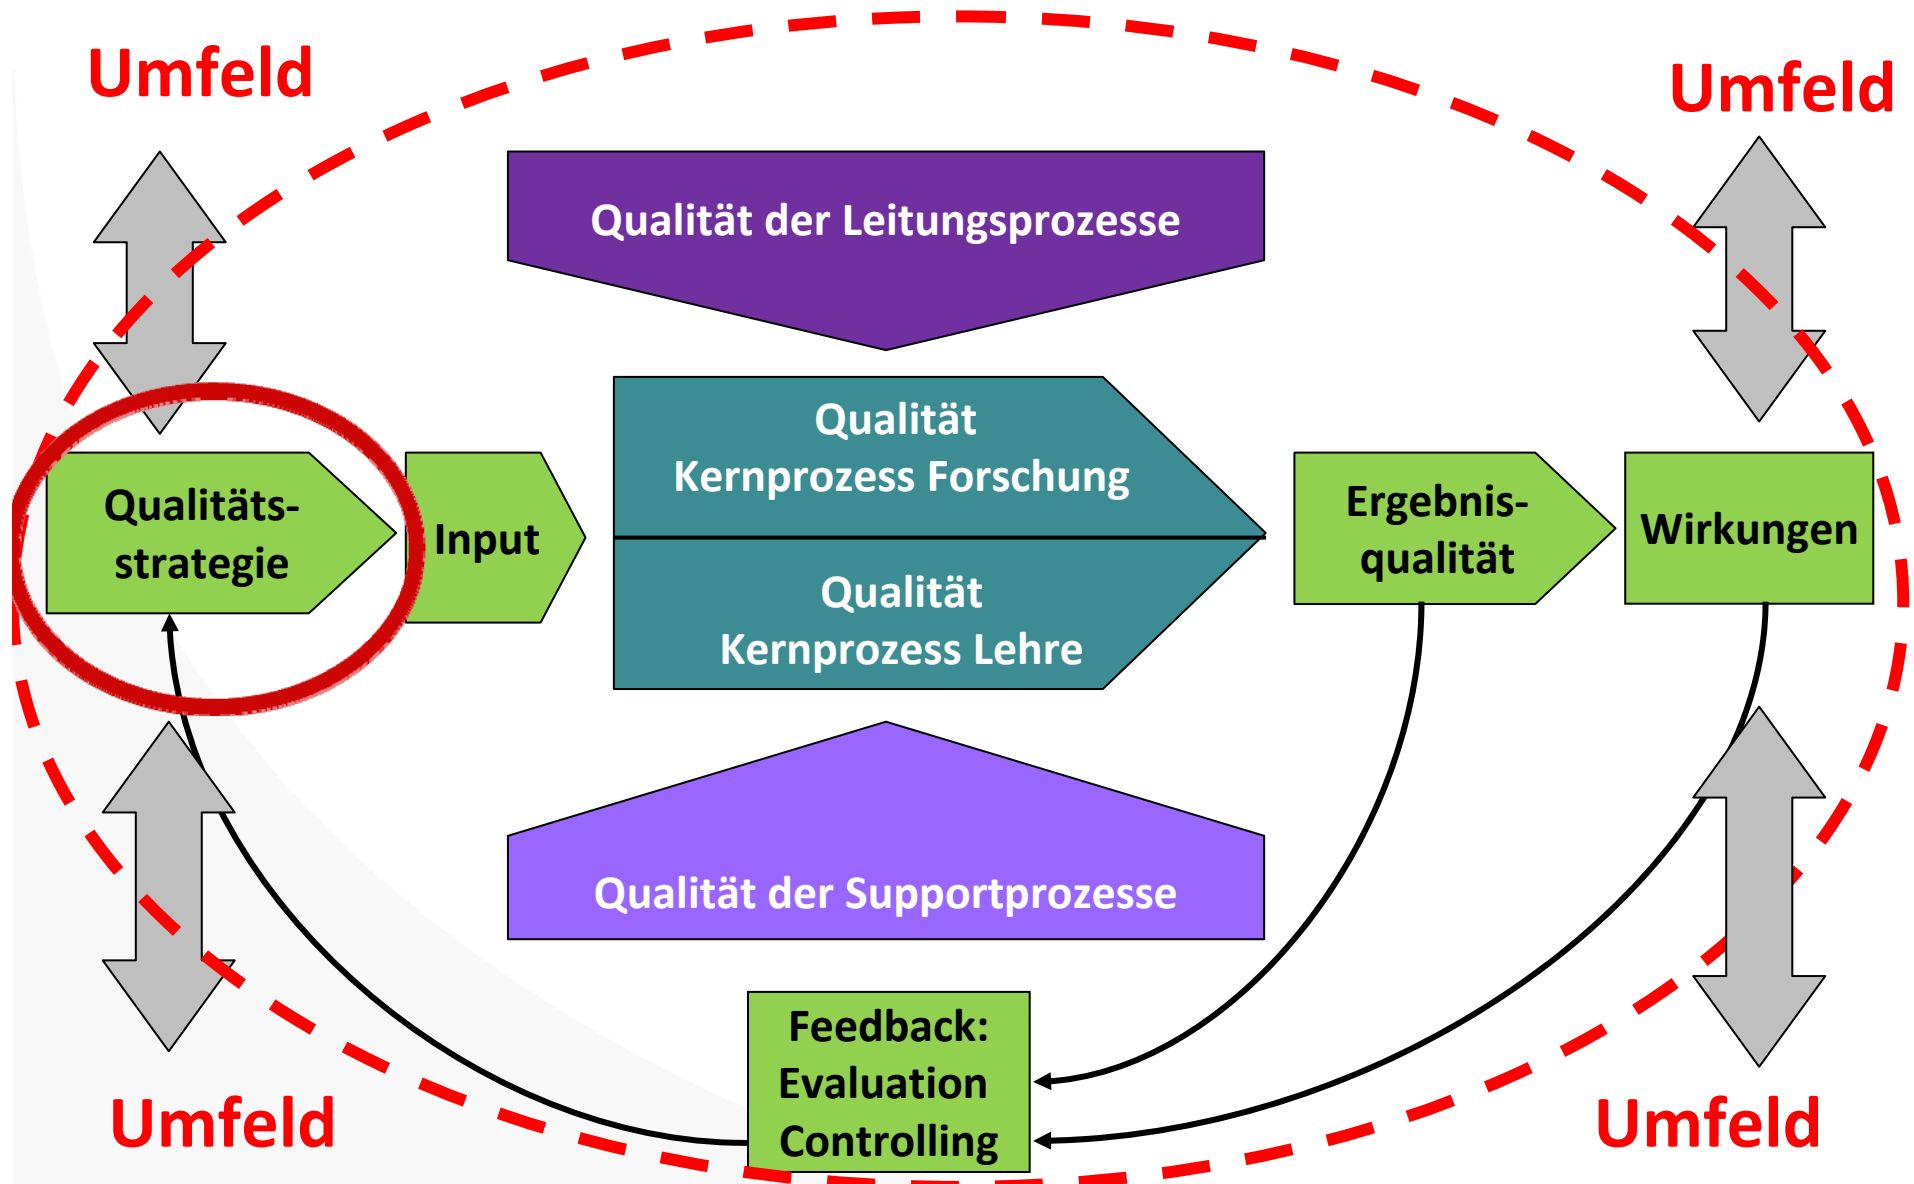 Umfeld
Umfeld
Qualität der Leitungsprozesse
Qualitäts-
strategie
Input
Qualität
Kernprozess Forschung
Qualität
Kernprozess Lehre
Ergebnis-
qualität
Wirkungen
Qualität der Supportprozesse
Feedback:
Evaluation
Controlling
Umfeld
Umfeld